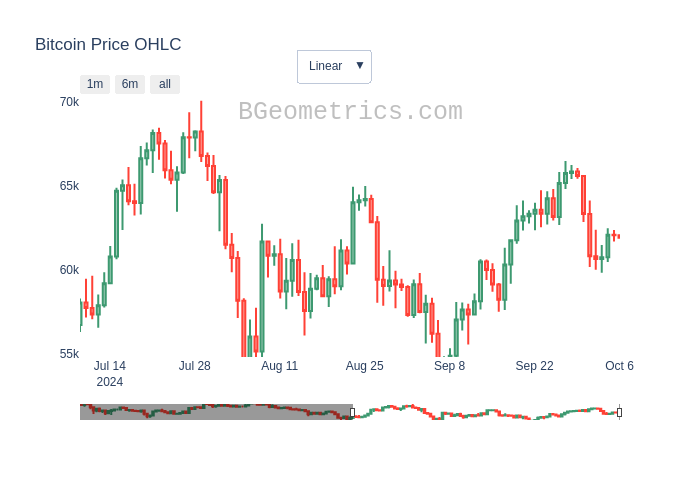 Bitcoin Price OHLC
Linear ▼
1m 6m all
BGeometrics.com
70k
65k
60k
55k
Jul 14 Jul 28 Aug 11 Aug 25 Sep 8 Sep 22 Oct 6
2024